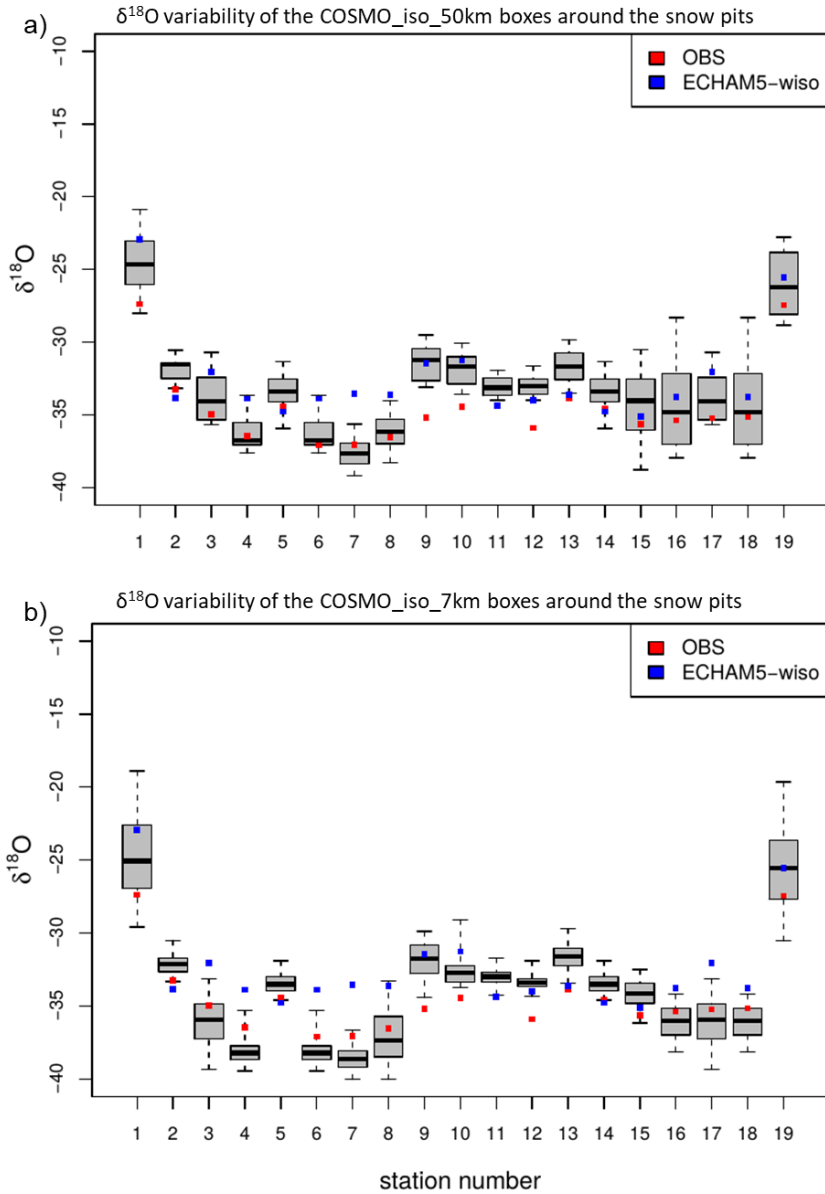 a)
δ18O variability of the COSMO_iso_50km boxes around the snow pits
OBS
ECHAM5−wiso
−10
−15
−20
−25
−30
−35
−40
δ18O
1 2 3 4 5 6 7 8 9 10 11 12 13 14 15 16 17 18 19
b)
δ18O variability of the COSMO_iso_7km boxes around the snow pits
OBS
ECHAM5−wiso
−10
−15
−20
−25
−30
−35
−40
δ18O
1 2 3 4 5 6 7 8 9 10 11 12 13 14 15 16 17 18 19
station number